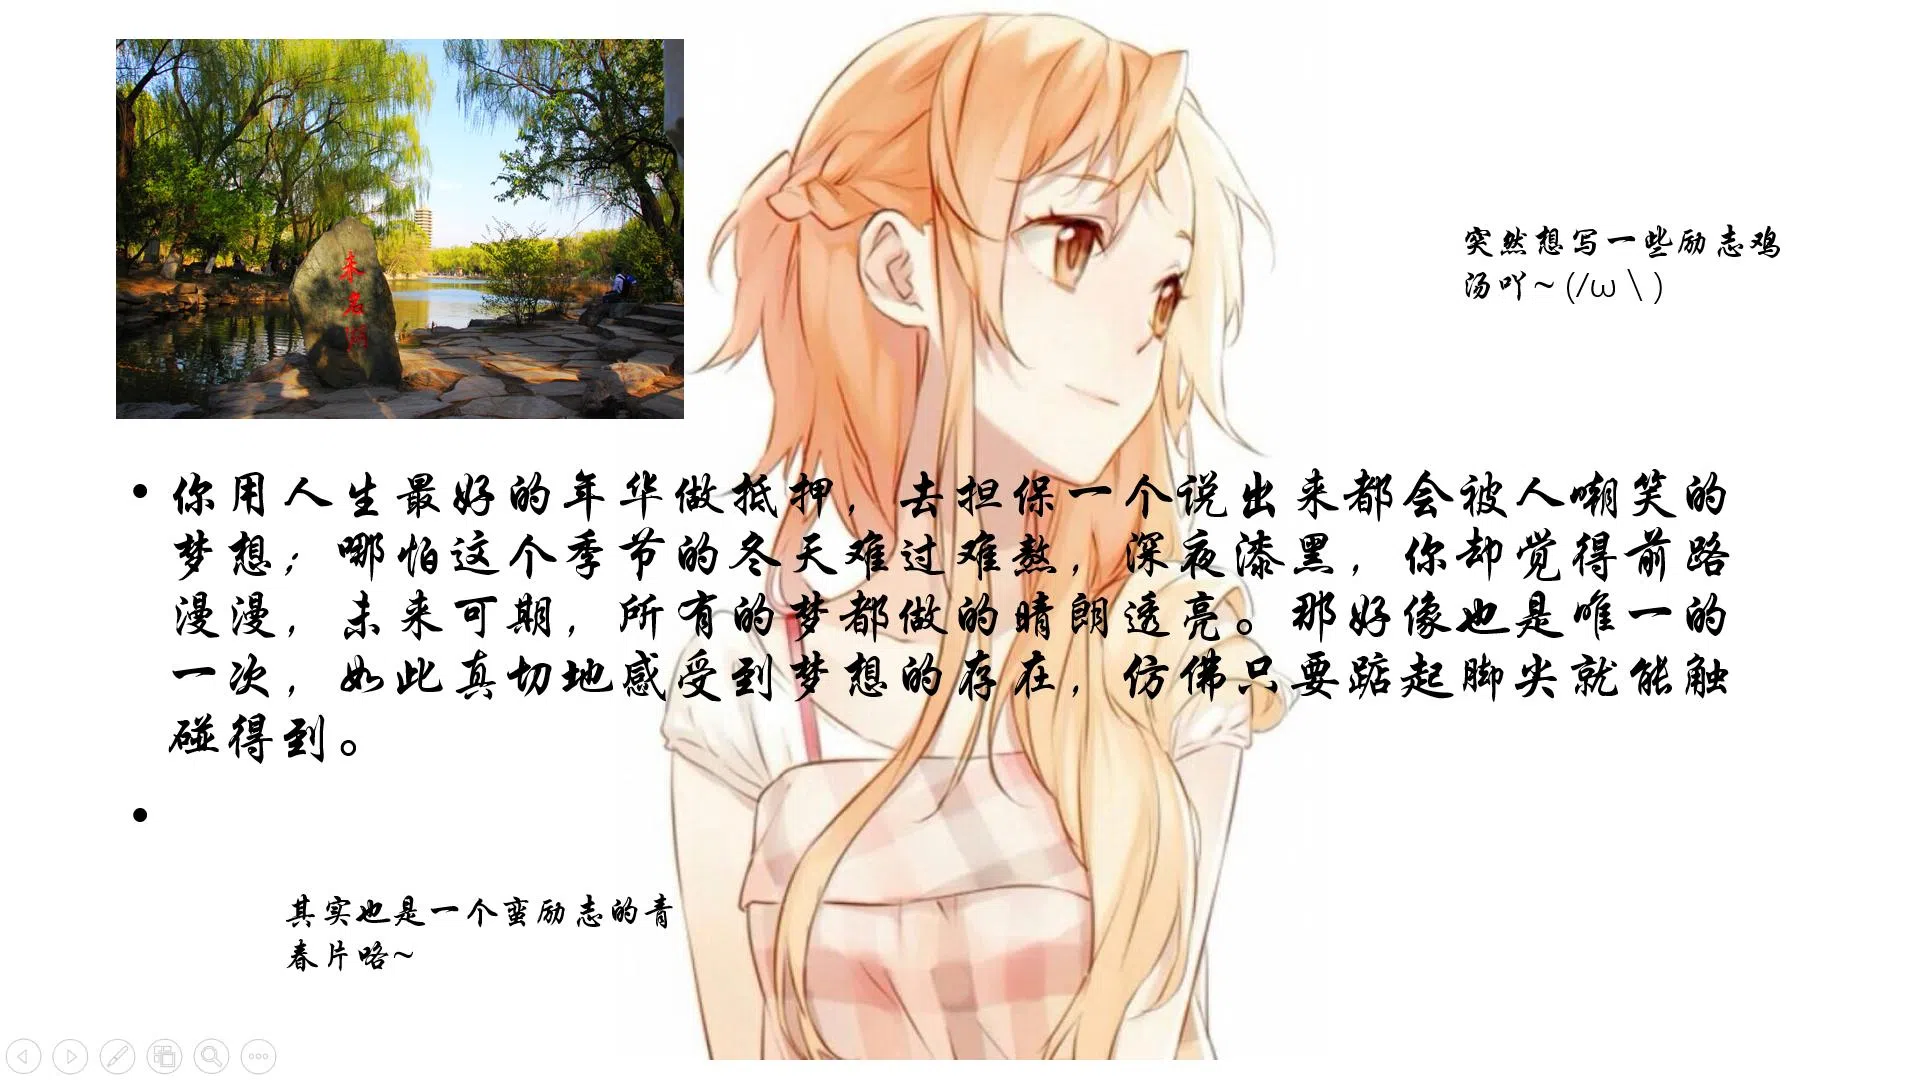 未名湖
突然想写一些励志鸡
汤吖~(/ω＼)
• 你用人生最好的年华做抵押，去担保一个说出来都会被人嘲笑的
梦想；哪怕这个季节的冬天难过难熬，深夜漆黑，你却觉得前路
漫漫，未来可期，所有的梦都做的晴朗透亮。那好像也是唯一的
一次，如此真切地感受到梦想的存在，仿佛只要踮起脚尖就能触
碰得到。
•
其实也是一个蛮励志的青
春片咯~